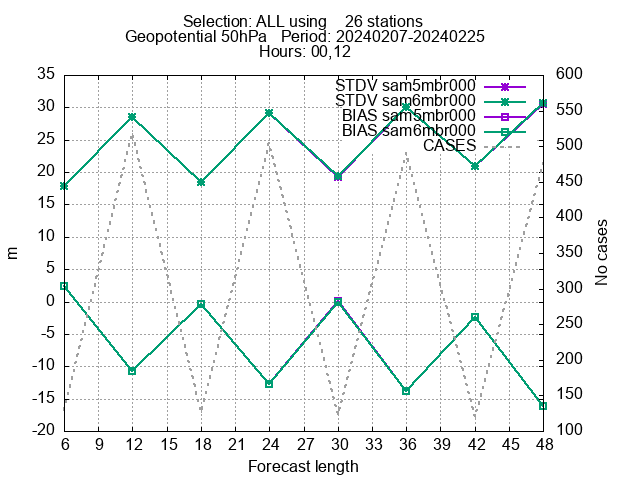 Selection: ALL using    26 stations
Geopotential 50hPa   Period: 20240207-20240225
Hours: 00,12
STDV sam5mbr000
STDV sam6mbr000
BIAS sam5mbr000
BIAS sam6mbr000
CASES
35
30
25
20
15
10
5
0
-5
-10
-15
-20
m
600
550
500
450
400
350
300
250
200
150
100
No cases
6 9 12 15 18 21 24 27 30 33 36 39 42 45 48
Forecast length